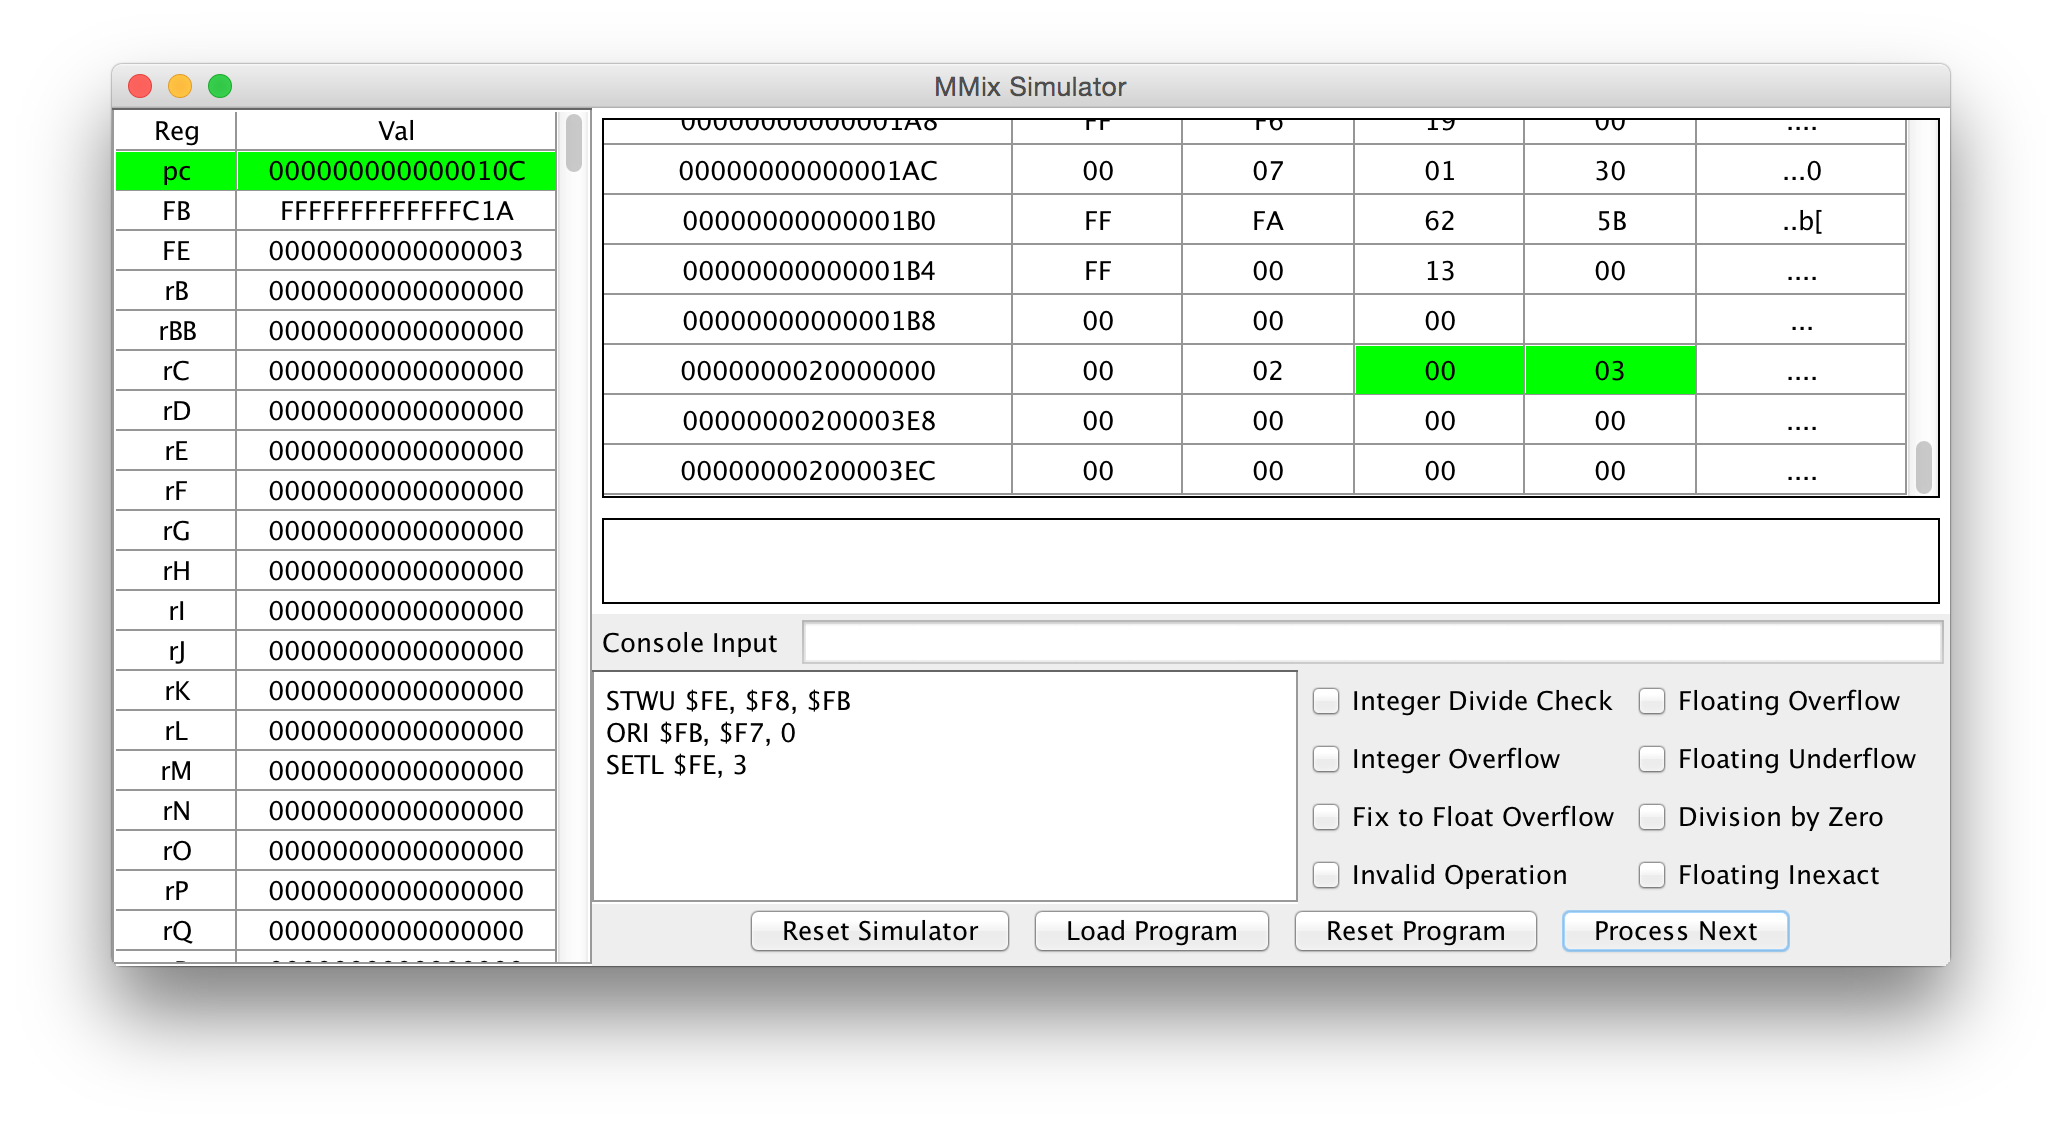 MMix Simulator
Reg Val
pc 000000000000010C
FB FFFFFFFFFFFFFC1A
FE 0000000000000003
rB 0000000000000000
rBB 0000000000000000
rC 0000000000000000
rD 0000000000000000
rE 0000000000000000
rF 0000000000000000
rG 0000000000000000
rH 0000000000000000
rI 0000000000000000
rJ 0000000000000000
rK 0000000000000000
rL 0000000000000000
rM 0000000000000000
rN 0000000000000000
rO 0000000000000000
rP 0000000000000000
rQ 0000000000000000
00000000000001A8 FF F6 19 00 ....
00000000000001AC 00 07 01 30 ...0
00000000000001B0 FF FA 62 5B ..b[
00000000000001B4 FF 00 13 00 ....
00000000000001B8 00 00 00 ...
0000000020000000 00 02 00 03 ....
00000000200003E8 00 00 00 00 ....
00000000200003EC 00 00 00 00 ....
Console Input
STWU $FE, $F8, $FB
ORI $FB, $F7, 0
SETL $FE, 3
Integer Divide Check Floating Overflow
Integer Overflow Floating Underflow
Fix to Float Overflow Division by Zero
Invalid Operation Floating Inexact
Reset Simulator Load Program Reset Program Process Next